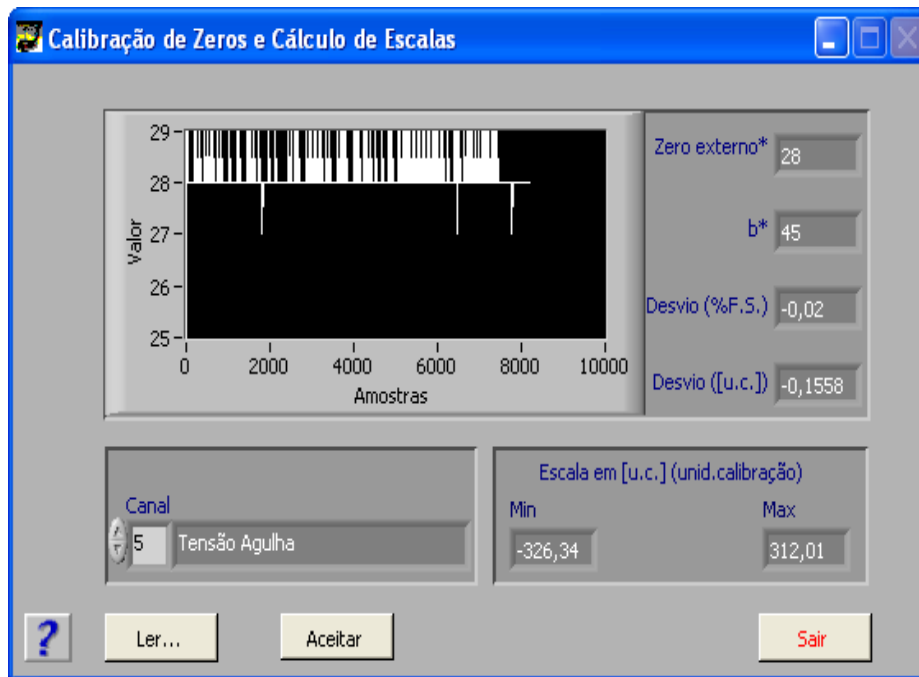 Calibração de Zeros e Cálculo de Escalas
29
28
27
26
25
Valor
0 2000 4000 6000 8000 10000
Amostras
Zero externo* 28
b* 45
Desvio (%F.S.) -0,02
Desvio ([u.c.]) -0,1558
Canal
5 Tensão Agulha
Escala em [u.c.] (unid.calibração)
Min Max
-326,34 312,01
? Ler... Aceitar Sair